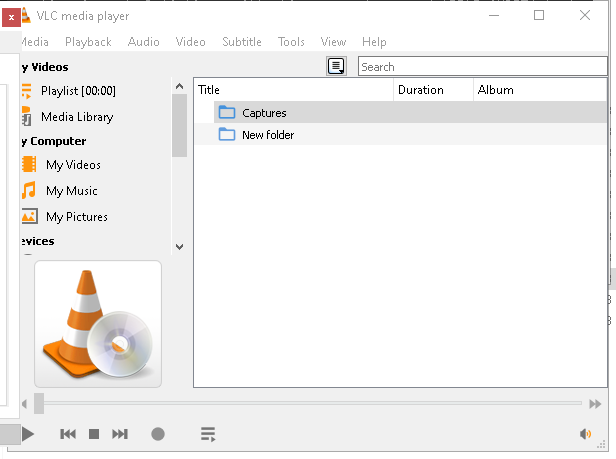 x
VLC media player
Media Playback Audio Video Subtitle Tools View Help
y Videos
Search
Playlist [00:00]
Title Duration Album
Media Library
Captures
y Computer
New folder
My Videos
My Music
My Pictures
evices